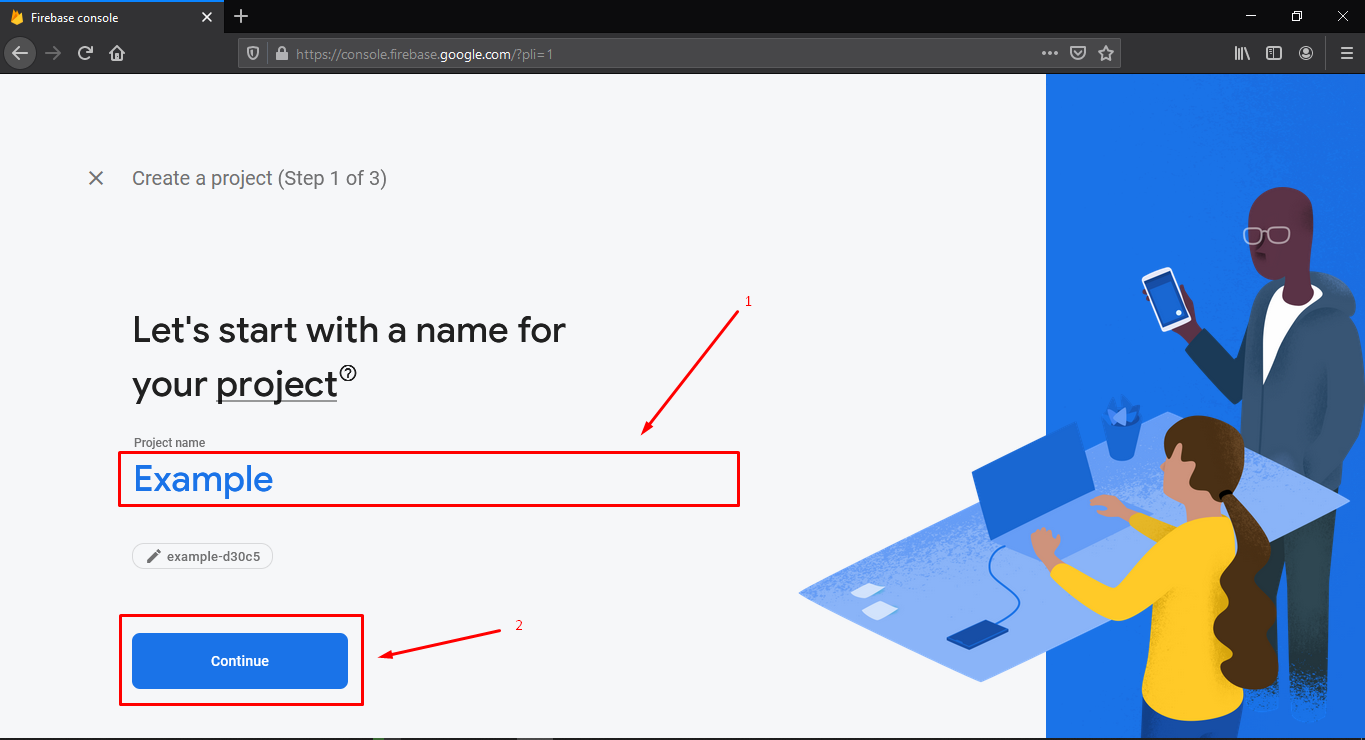 Firebase console
https://console.firebase.google.com/?pli=1
Create a project (Step 1 of 3)
1
Let's start with a name for
your project
Project name
Example
example-d30c5
2
Continue